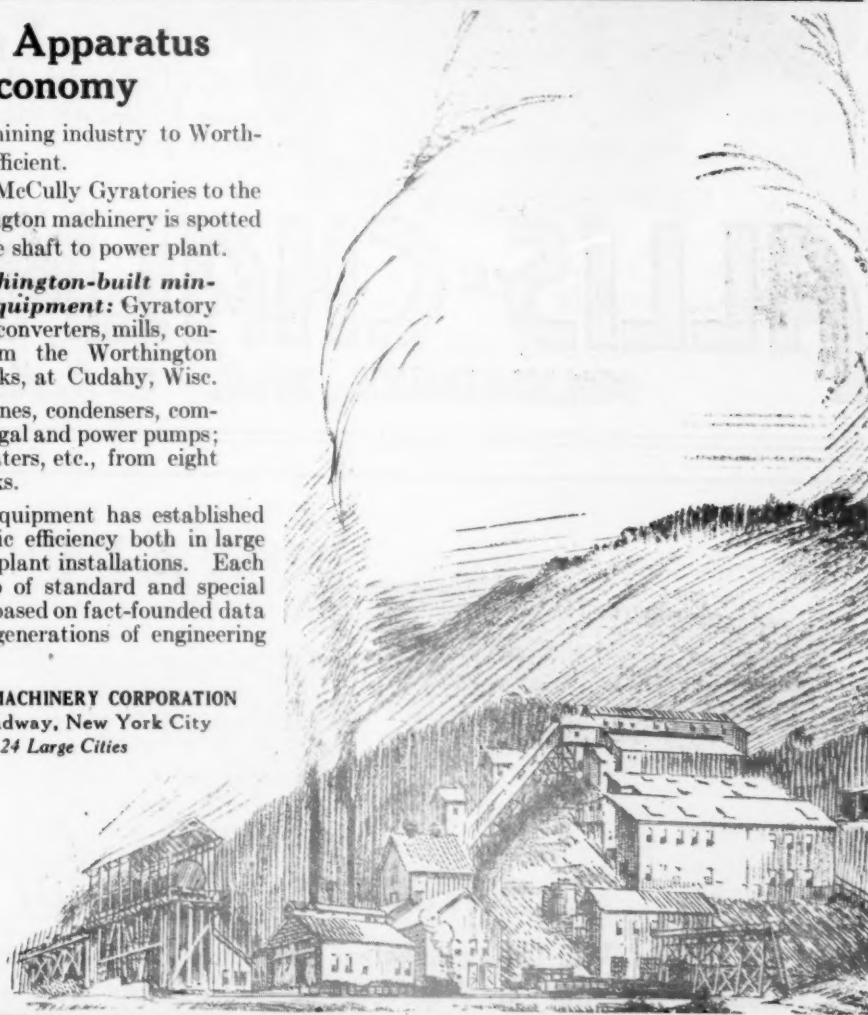 Apparatus
conomy
ining industry to Worth-
ficient.
McCully Gyratories to the
ngton machinery is spotted
e shaft to power plant.
hington-built min-
quipment: Gyratory
converters, mills, con-
m the Worthington
ks, at Cudahy, Wisc.
nes, condensers, com-
gal and power pumps;
ters, etc., from eight
ks.
quipment has established
ic efficiency both in large
plant installations. Each
o of standard and special
based on fact-founded data
generations of engineering
MACHINERY CORPORATION
dway, New York City
24 Large Cities